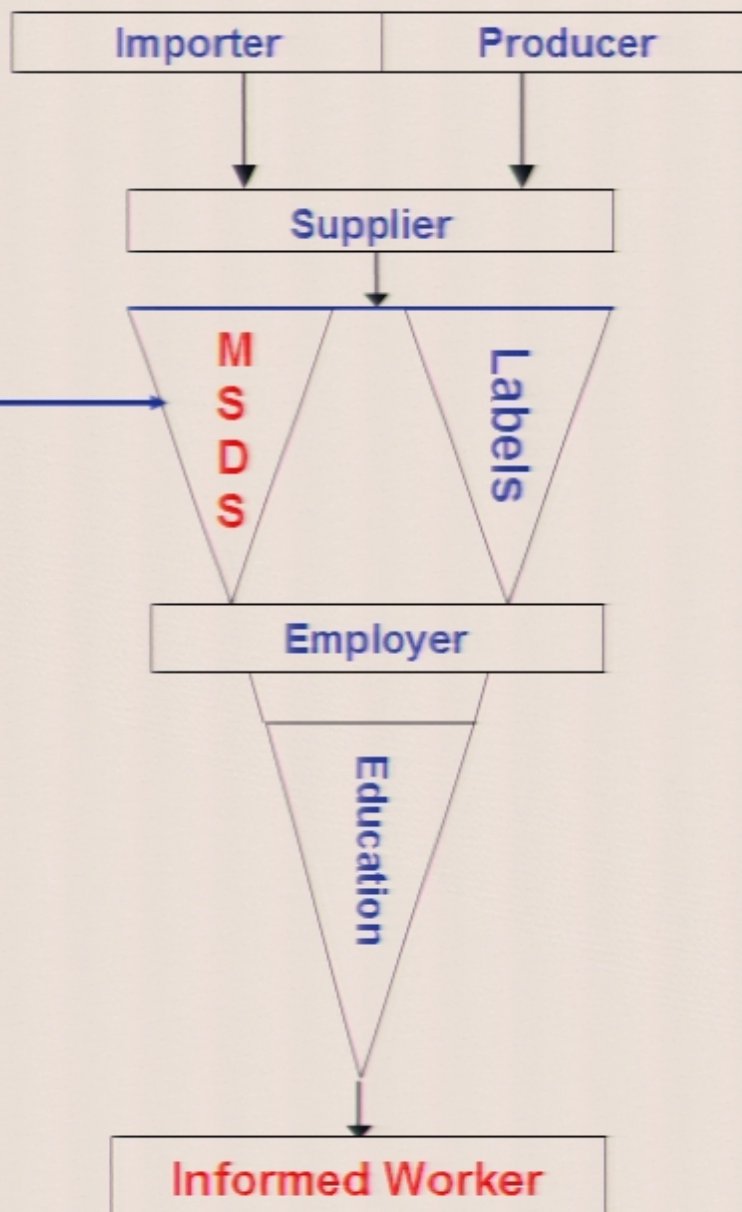 Importer
Producer
Supplier
M
S
D
S
Labels
Employer
Education
Informed Worker